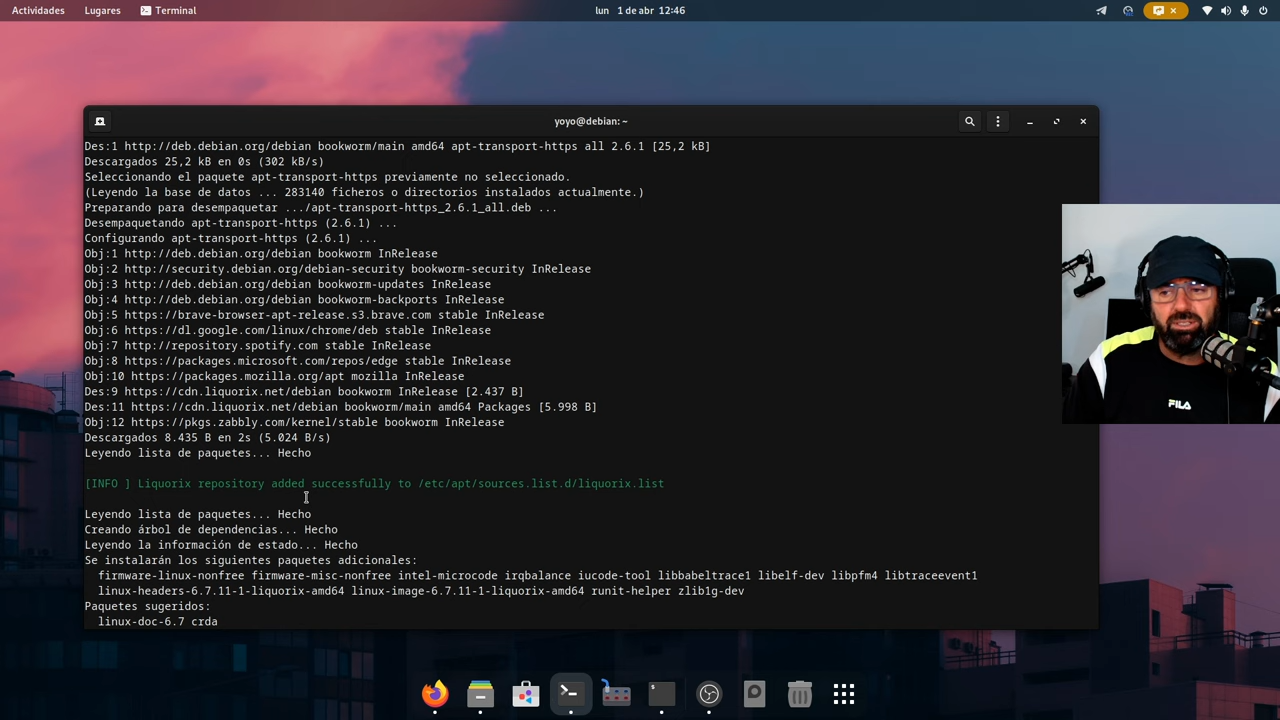 Actividades Lugares Terminal lun 1 de abr 12:46
yoyo@debian: ~
Des:1 http://deb.debian.org/debian bookworm/main amd64 apt-transport-https all 2.6.1 [25,2 kB]
Descargados 25,2 kB en 0s (302 kB/s)
Seleccionando el paquete apt-transport-https previamente no seleccionado.
(Leyendo la base de datos ... 283140 ficheros o directorios instalados actualmente.)
Preparando para desempaquetar .../apt-transport-https_2.6.1_all.deb ...
Desempaquetando apt-transport-https (2.6.1) ...
Configurando apt-transport-https (2.6.1) ...
Obj:1 http://deb.debian.org/debian bookworm InRelease
Obj:2 http://security.debian.org/debian-security bookworm-security InRelease
Obj:3 http://deb.debian.org/debian bookworm-updates InRelease
Obj:4 http://deb.debian.org/debian bookworm-backports InRelease
Obj:5 https://brave-browser-apt-release.s3.brave.com stable InRelease
Obj:6 https://dl.google.com/linux/chrome/deb stable InRelease
Obj:7 http://repository.spotify.com stable InRelease
Obj:8 https://packages.microsoft.com/repos/edge stable InRelease
Obj:10 https://packages.mozilla.org/apt mozilla InRelease
Des:9 https://cdn.liquorix.net/debian bookworm InRelease [2.437 B]
Des:11 https://cdn.liquorix.net/debian bookworm/main amd64 Packages [5.998 B]
Obj:12 https://pkgs.zabbly.com/kernel/stable bookworm InRelease
Descargados 8.435 B en 2s (5.024 B/s)
Leyendo lista de paquetes... Hecho
[INFO ] Liquorix repository added successfully to /etc/apt/sources.list.d/liquorix.list
Leyendo lista de paquetes... Hecho
Creando árbol de dependencias... Hecho
Leyendo la información de estado... Hecho
Se instalarán los siguientes paquetes adicionales:
firmware-linux-nonfree firmware-misc-nonfree intel-microcode irqbalance iucode-tool libbabeltrace1 libelf-dev libpfm4 libtraceevent1
linux-headers-6.7.11-1-liquorix-amd64 linux-image-6.7.11-1-liquorix-amd64 runit-helper zlib1g-dev
Paquetes sugeridos:
linux-doc-6.7 crda
FILA